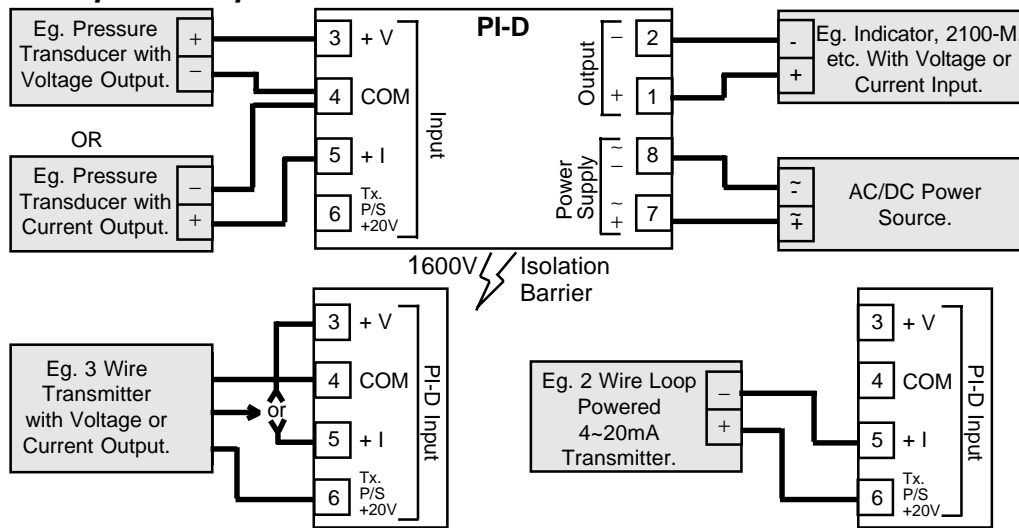 Eg. Pressure
Transducer with
Voltage Output.
+
−
OR
Eg. Pressure
Transducer with
Current Output.
−
+
PI-D
3 + V
4 COM
5 + I
6 Tx.
P/S
+20V
Input
Output
− 2
+ 1
Power
Supply
~
− 8
~
+ 7
-
+
Eg. Indicator, 2100-M.
etc. With Voltage or
Current Input.
~
-
~
+
AC/DC Power
Source.
1600V Isolation
Barrier
Eg. 3 Wire
Transmitter
with Voltage or
Current Output.
or
3 + V
4 COM
5 + I
6 Tx.
P/S
+20V
PI-D Input
Eg. 2 Wire Loop
Powered
4~20mA
Transmitter.
−
+
3 + V
4 COM
5 + I
6 Tx.
P/S
+20V
PI-D Input